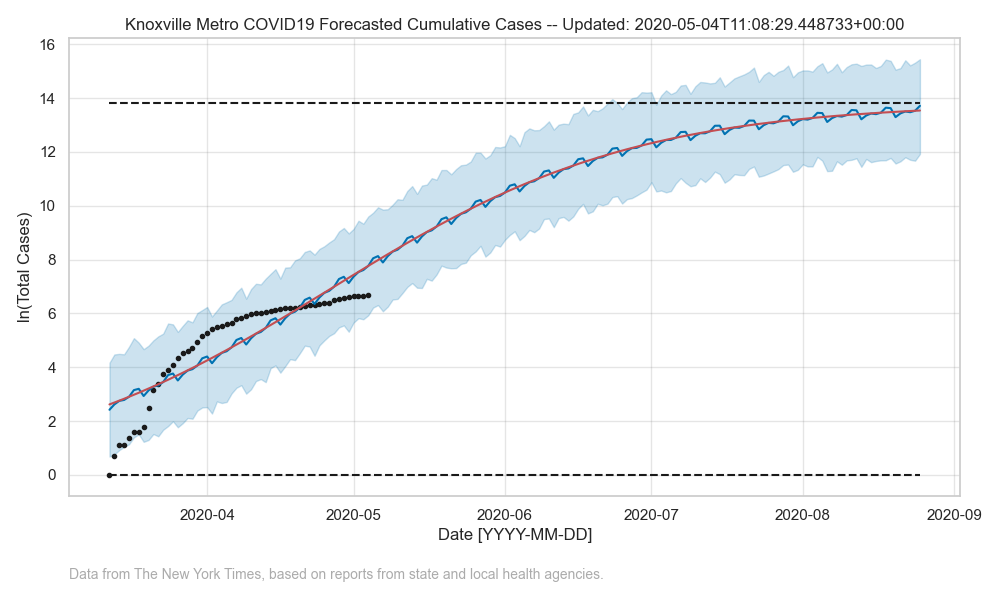 Knoxville Metro COVID19 Forecasted Cumulative Cases -- Updated: 2020-05-04T11:08:29.448733+00:00
ln(Total Cases)
16
14
12
10
8
6
4
2
0
2020-04 2020-05 2020-06 2020-07 2020-08 2020-09
Date [YYYY-MM-DD]
Data from The New York Times, based on reports from state and local health agencies.